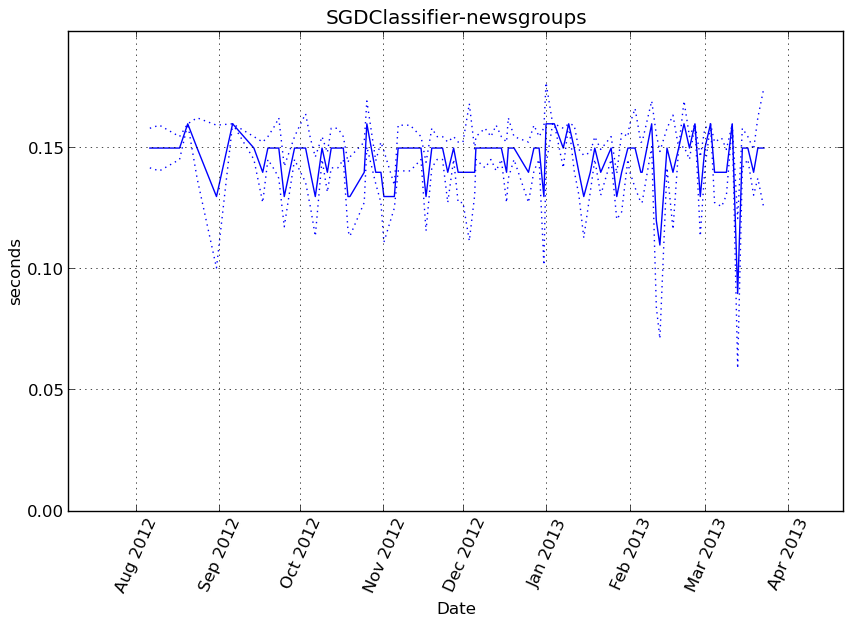 SGDClassifier-newsgroups
0.15
0.10
0.05
0.00
seconds
Aug 2012
Sep 2012
Oct 2012
Nov 2012
Dec 2012
Jan 2013
Feb 2013
Mar 2013
Apr 2013
Date